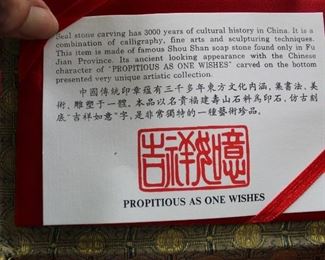 Seal stone carving has 3000 years of cultural history in China. It is a
combination of calligraphy, fine arts and sculpturing techniques.
This item is made of famous Shou Shan soap stone found only in Fu
Jian Province. Its ancient looking appearance with the Chinese
character of "PROPITIOUS AS ONE WISHES" carved on the bottom
presented very unique artistic collection.
中國傳統印章蘊有三千多年東方文化內涵,集書法、美
術、雕塑于一體。本品以名貴福建壽山石料為印石,仿古刻
底"吉祥如意"字,是非常獨特的一種藝術珍品。
吉祥如意
PROPITIOUS AS ONE WISHES